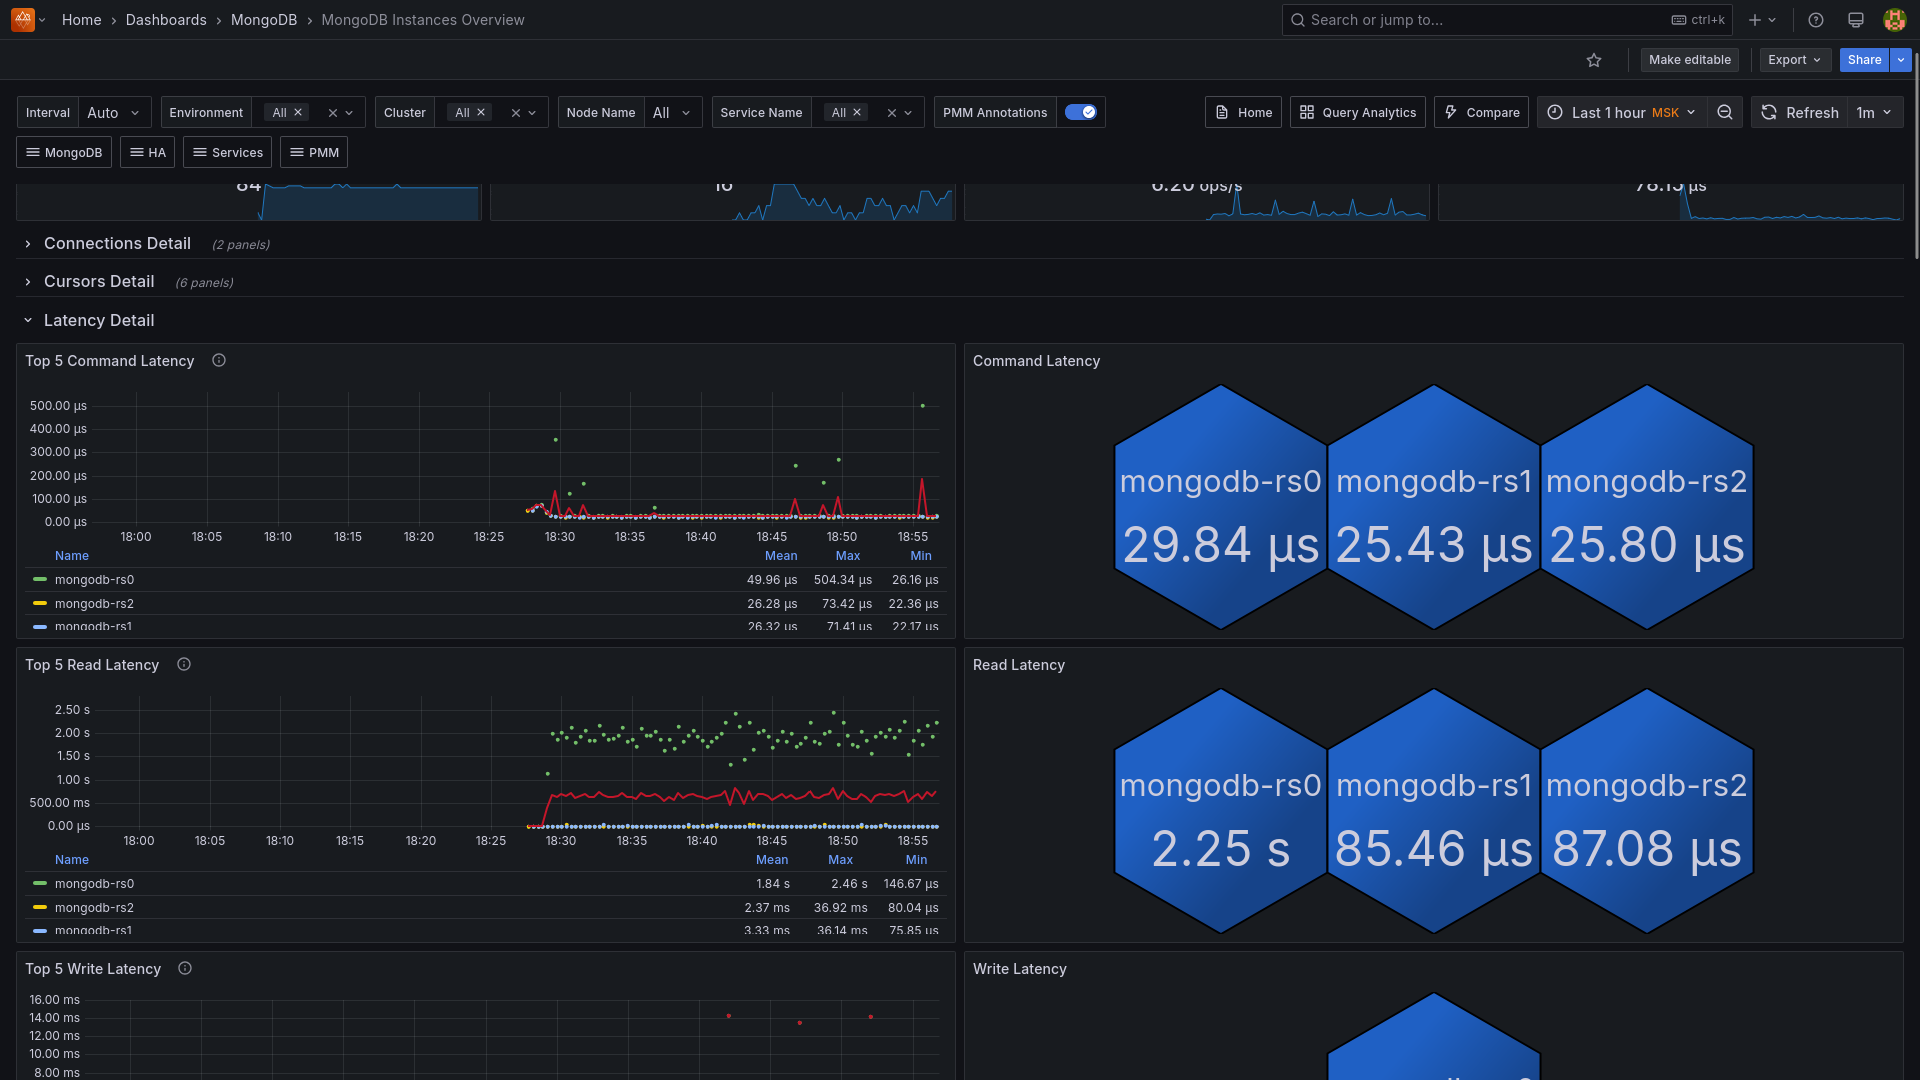 Home › Dashboards › MongoDB › MongoDB Instances Overview
Search or jump to... ctrl+k
Make editable Export Share
Interval Auto Environment All Cluster All Node Name All Service Name All PMM Annotations Home Query Analytics Compare Last 1 hour MSK Refresh 1m
MongoDB HA Services PMM
84 16 6.20 ops/s 78.15 µs
Connections Detail (2 panels)
Cursors Detail (6 panels)
Latency Detail
Top 5 Command Latency
500.00 µs
400.00 µs
300.00 µs
200.00 µs
100.00 µs
0.00 µs
18:00 18:05 18:10 18:15 18:20 18:25 18:30 18:35 18:40 18:45 18:50 18:55
Name Mean Max Min
mongodb-rs0 49.96 µs 504.34 µs 26.16 µs
mongodb-rs2 26.28 µs 73.42 µs 22.36 µs
mongodb-rs1 26.32 µs 71.41 µs 22.17 µs
Command Latency
mongodb-rs0 mongodb-rs1 mongodb-rs2
29.84 µs 25.43 µs 25.80 µs
Top 5 Read Latency
2.50 s
2.00 s
1.50 s
1.00 s
500.00 ms
0.00 µs
18:00 18:05 18:10 18:15 18:20 18:25 18:30 18:35 18:40 18:45 18:50 18:55
Name Mean Max Min
mongodb-rs0 1.84 s 2.46 s 146.67 µs
mongodb-rs2 2.37 ms 36.92 ms 80.04 µs
mongodb-rs1 3.33 ms 36.14 ms 75.85 µs
Read Latency
mongodb-rs0 mongodb-rs1 mongodb-rs2
2.25 s 85.46 µs 87.08 µs
Top 5 Write Latency
16.00 ms
14.00 ms
12.00 ms
10.00 ms
8.00 ms
Write Latency